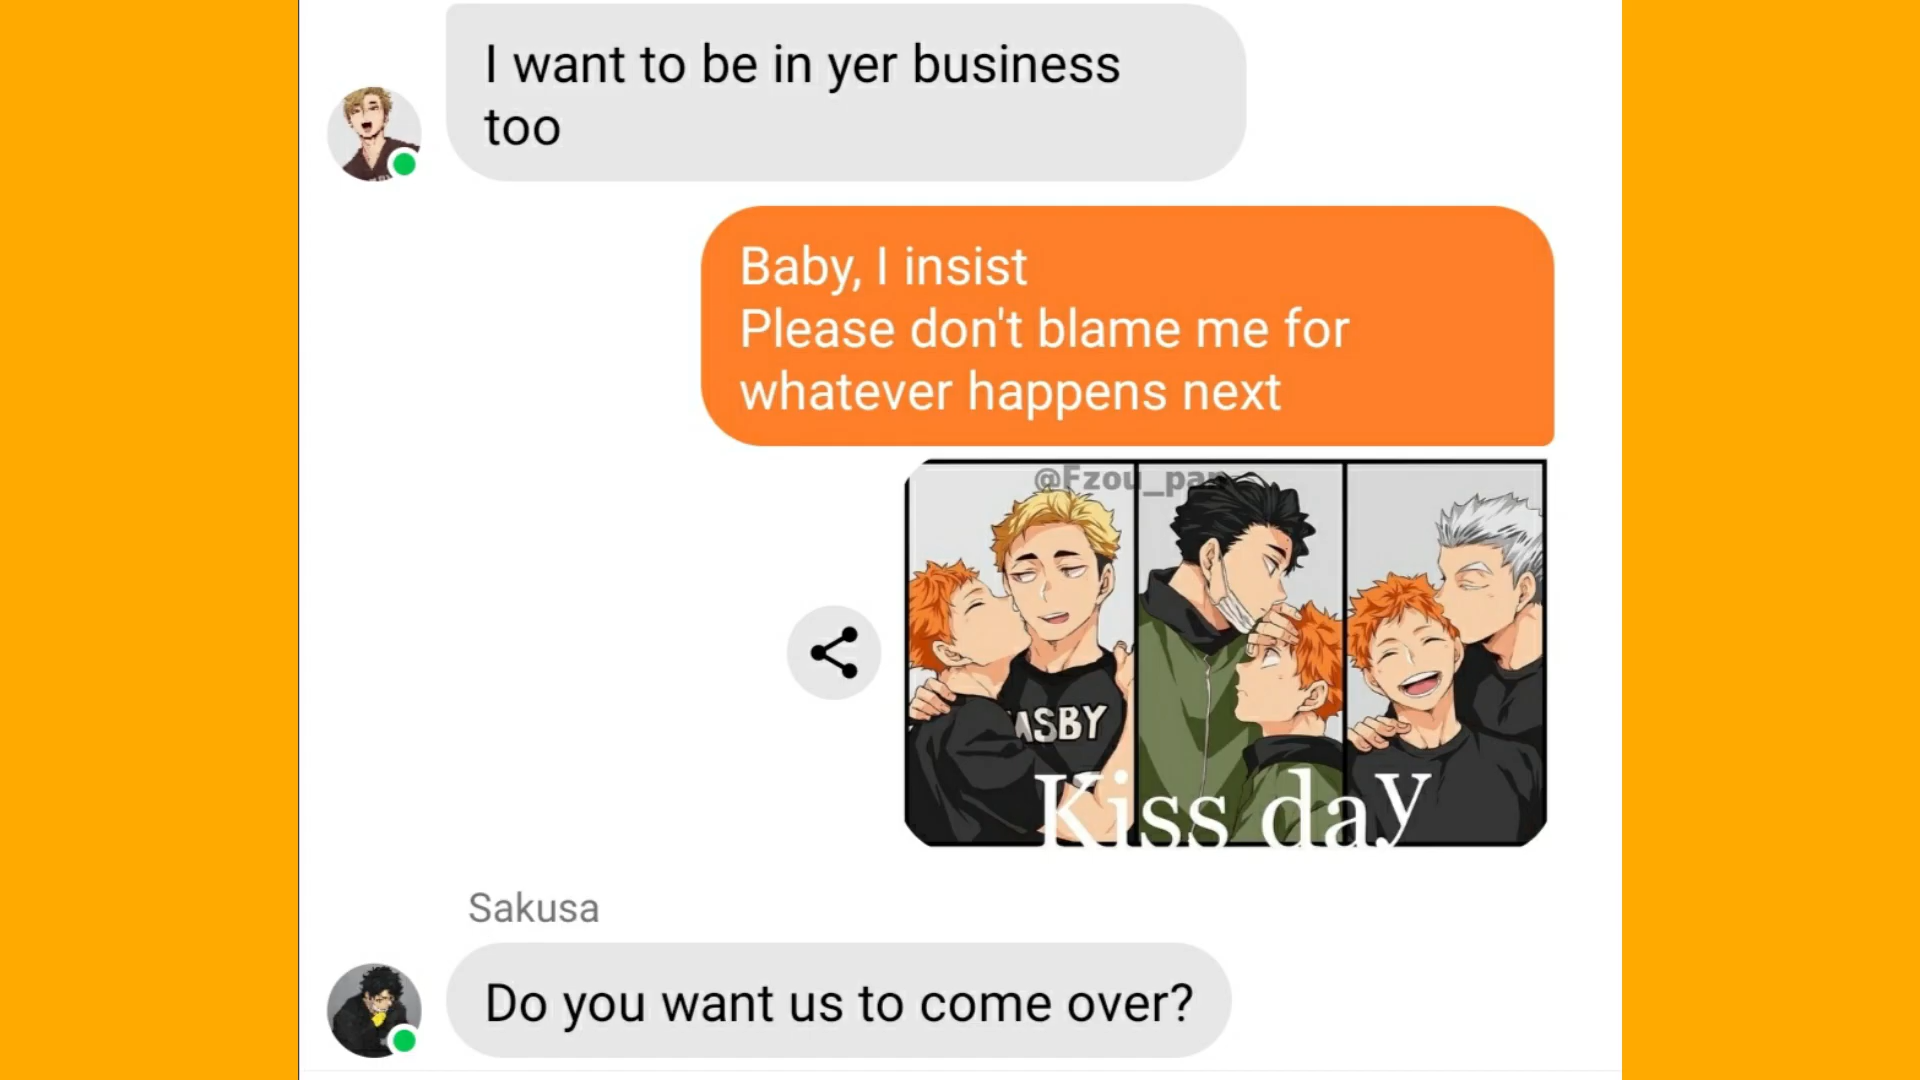 I want to be in yer business
too
Baby, I insist
Please don't blame me for
whatever happens next
ASBY
Kiss day
Sakusa
Do you want us to come over?